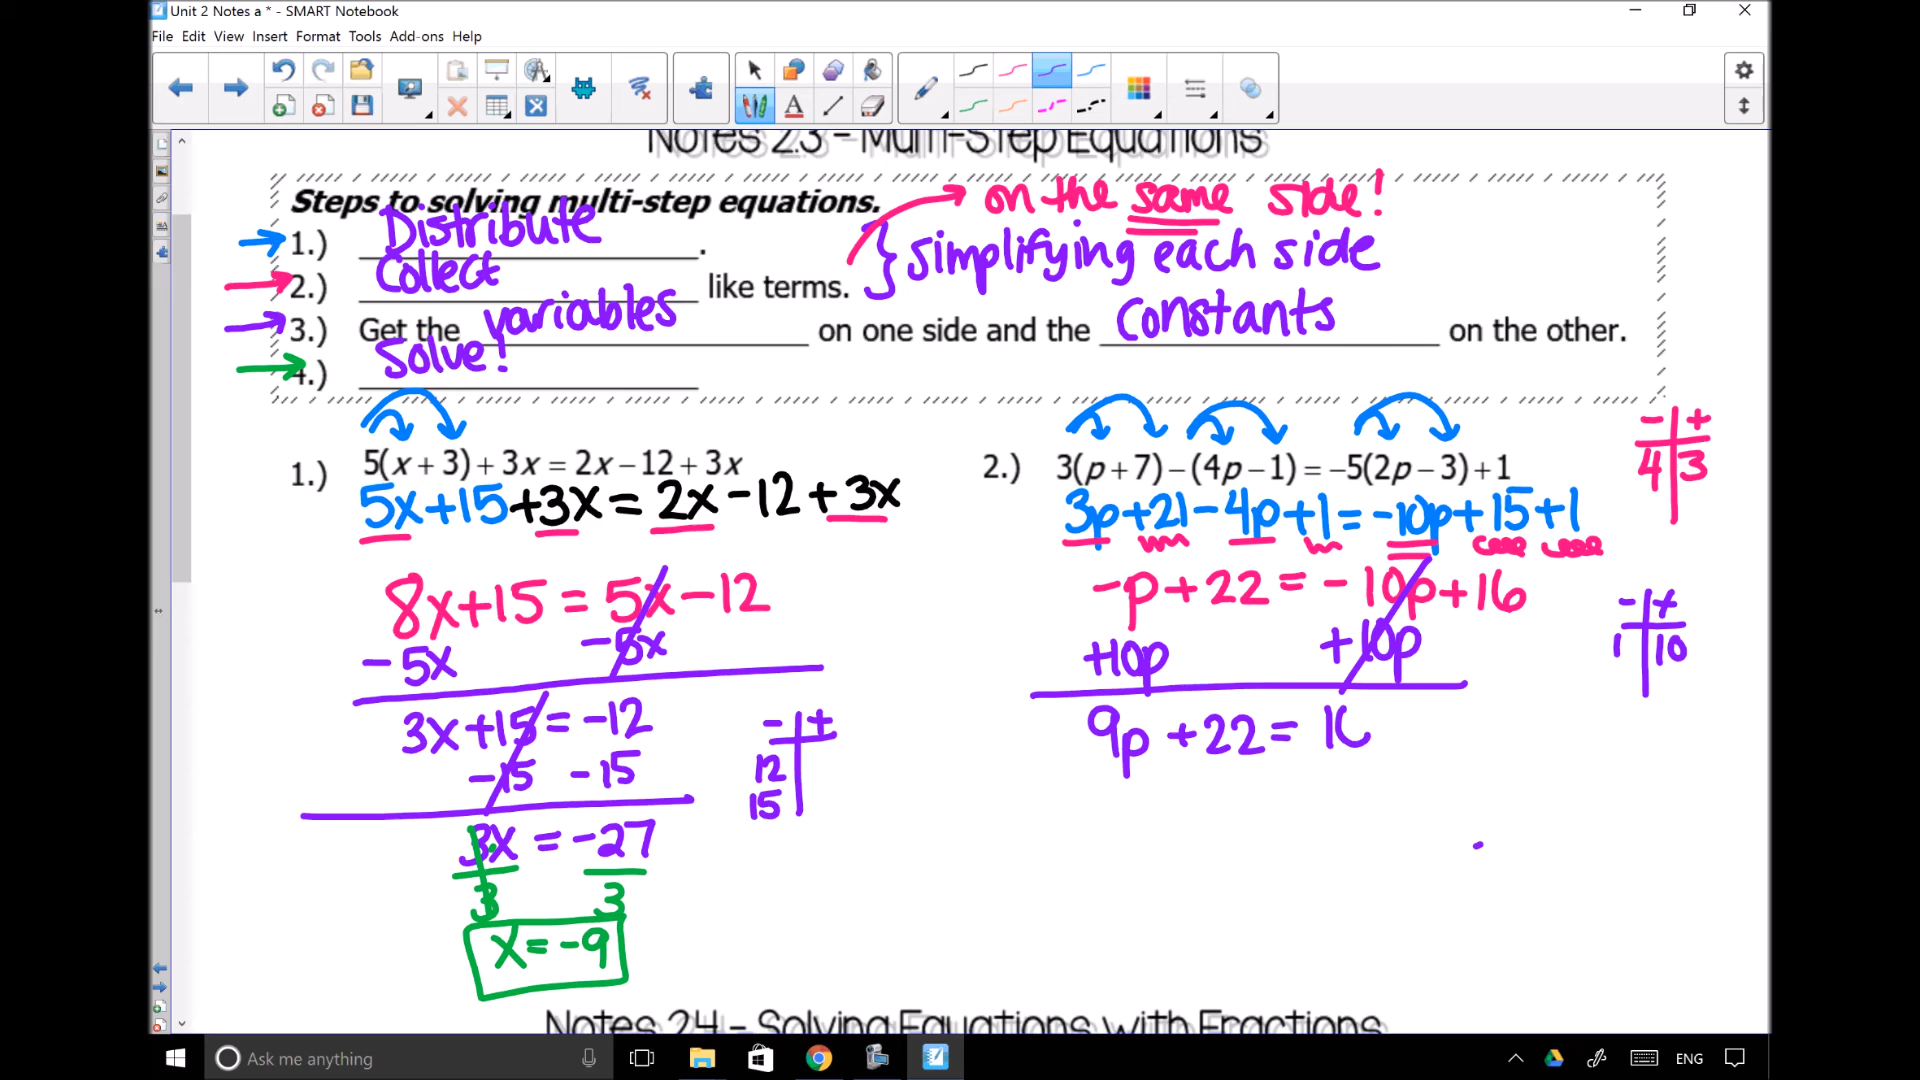 Unit 2 Notes a * - SMART Notebook
File Edit View Insert Format Tools Add-ons Help
Notes 2.3 - Multi-Step Equations
Steps to solving multi-step equations.
on the same side!
1.) Distribute.
2.) Collect like terms. } simplifying each side
3.) Get the variables on one side and the constants on the other.
4.) Solve!
1.) 5(x + 3) + 3x = 2x – 12 + 3x
5x +15 +3x = 2x -12 + 3x
8x+15 = 5x -12
-5x -5x
3x+15 = -12
-15 -15
- +
12
15
3x = -27
3 3
x = -9
2.) 3(p + 7) – (4p – 1) = –5(2p – 3) + 1
3p +21 - 4p +1 = -10p +15 +1
- +
4 3
-p + 22 = -10p +16
+10p +10p
- +
1 10
9p +22 =
Notes 2.4 - Solving Equations with Fractions
Ask me anything
ENG